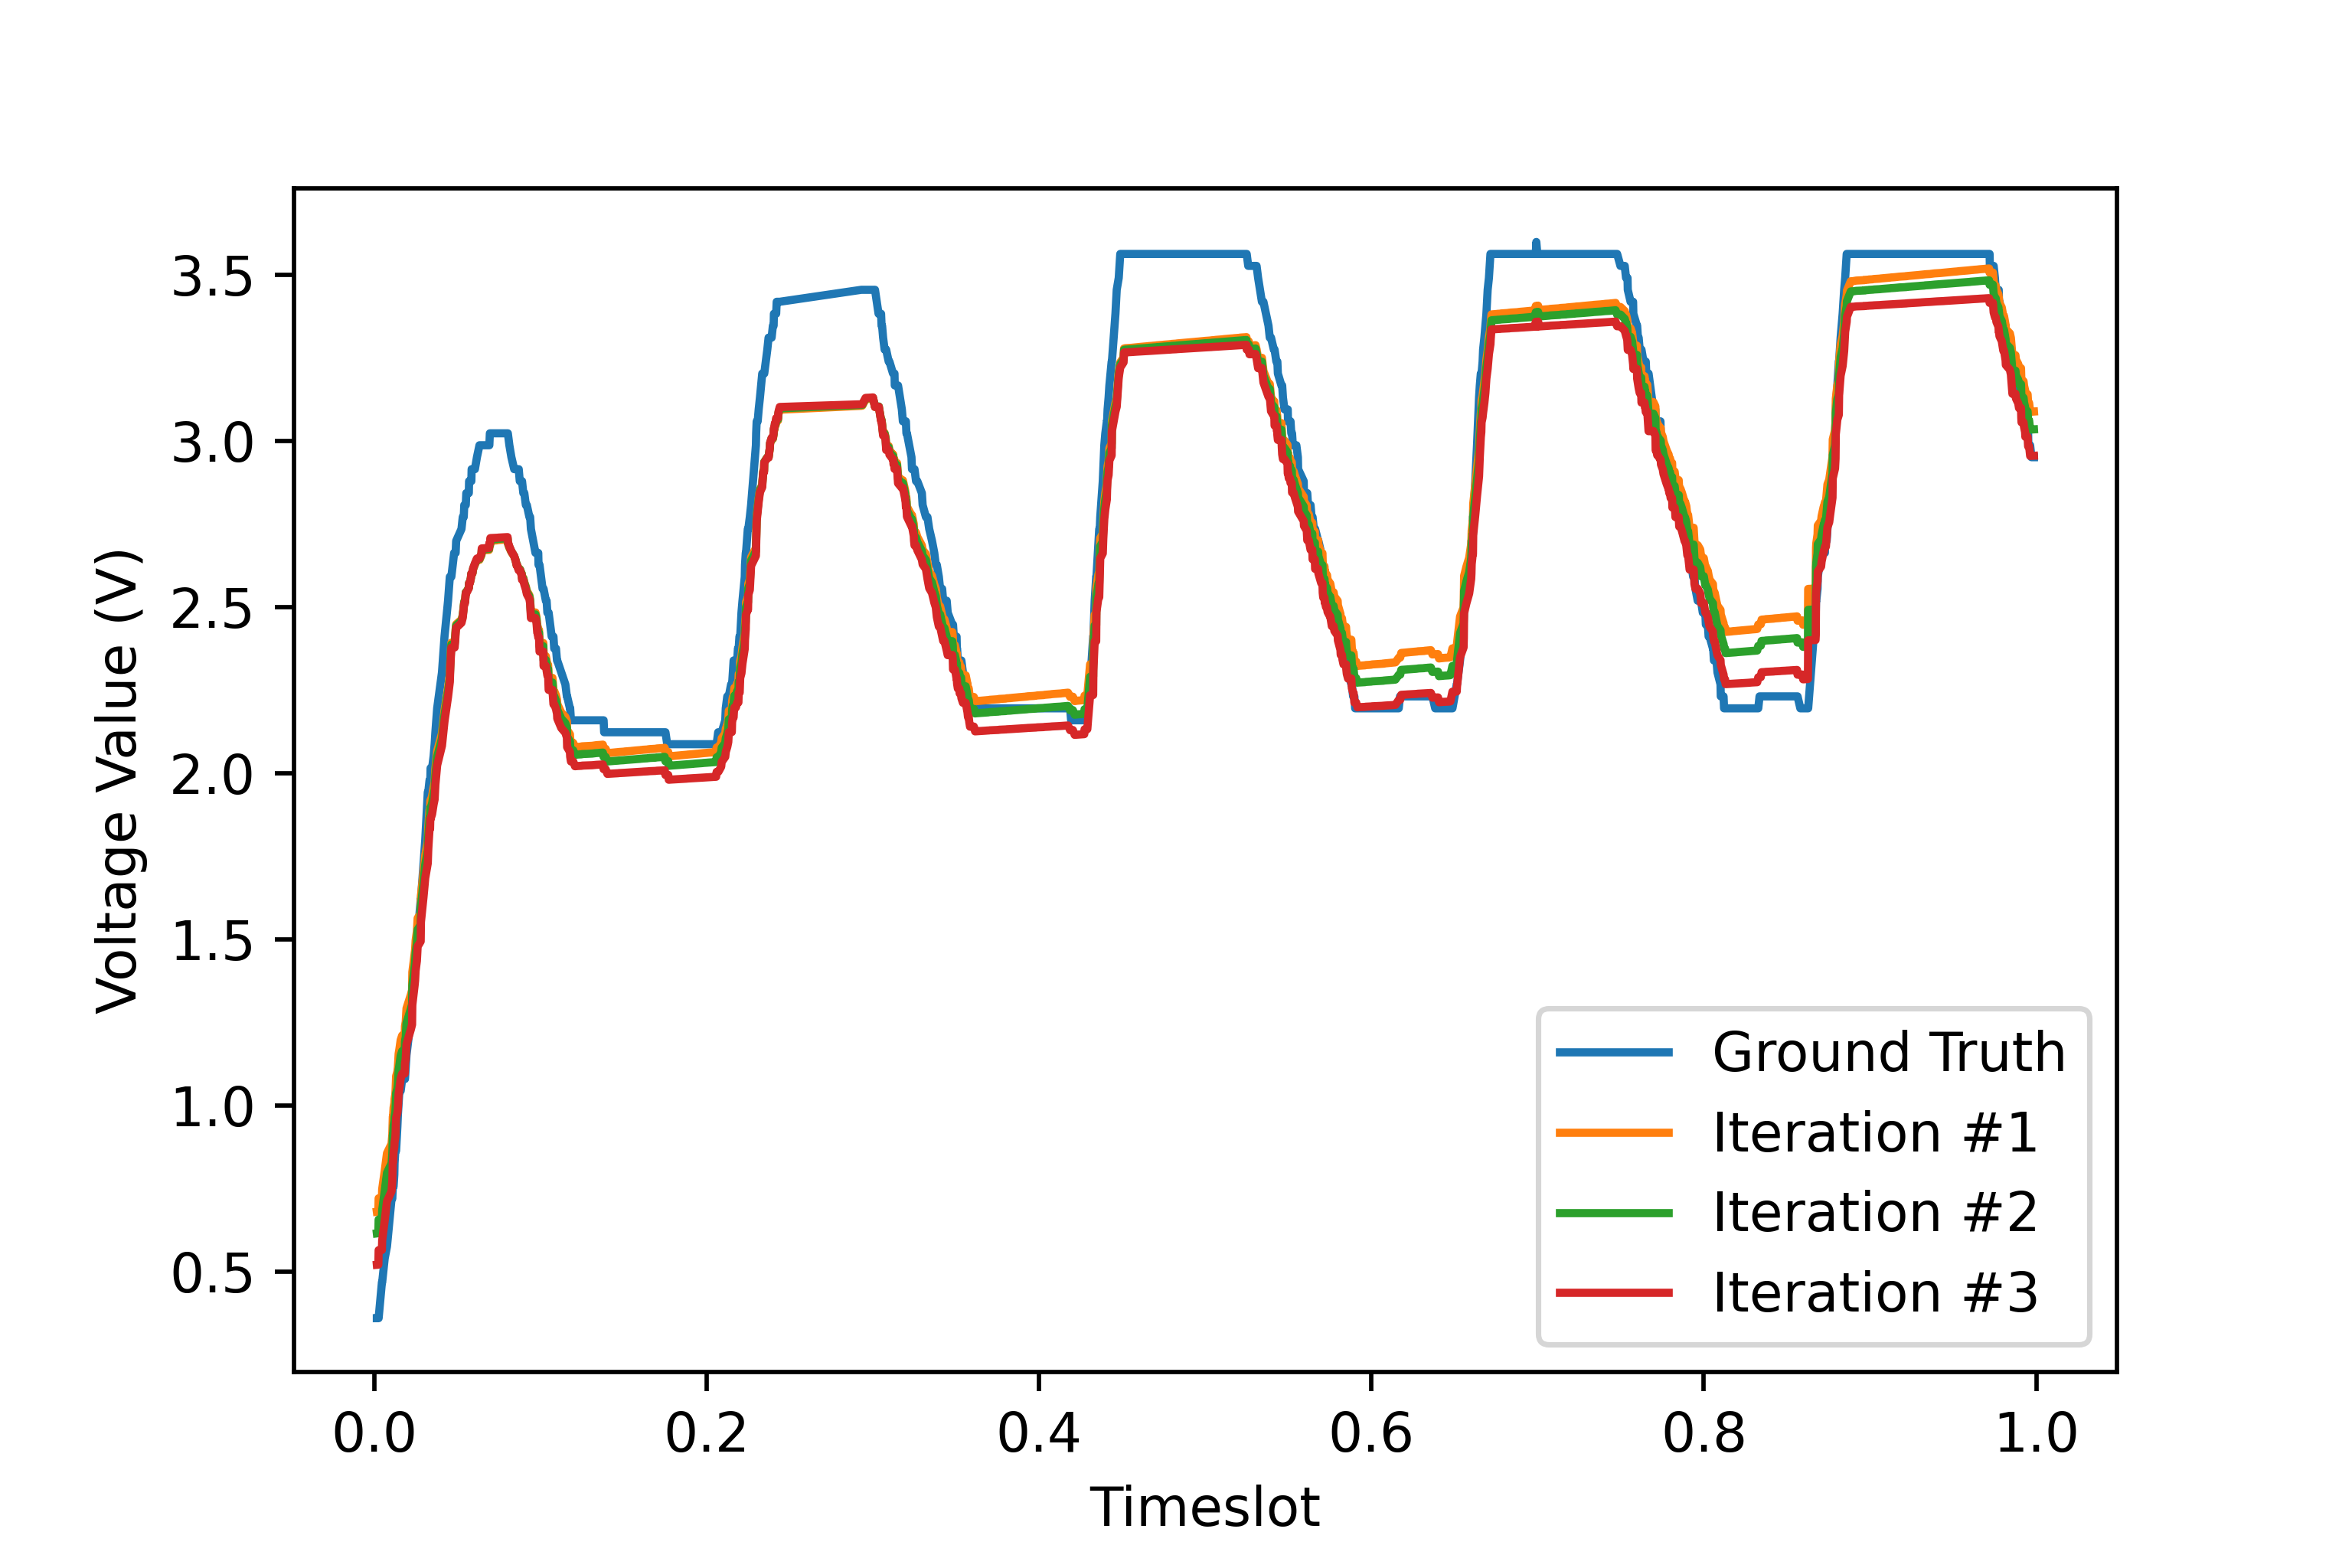 3.5
3.0
2.5
2.0
1.5
1.0
0.5
Voltage Value (V)
0.0 0.2 0.4 0.6 0.8 1.0
Timeslot
Ground Truth
Iteration #1
Iteration #2
Iteration #3